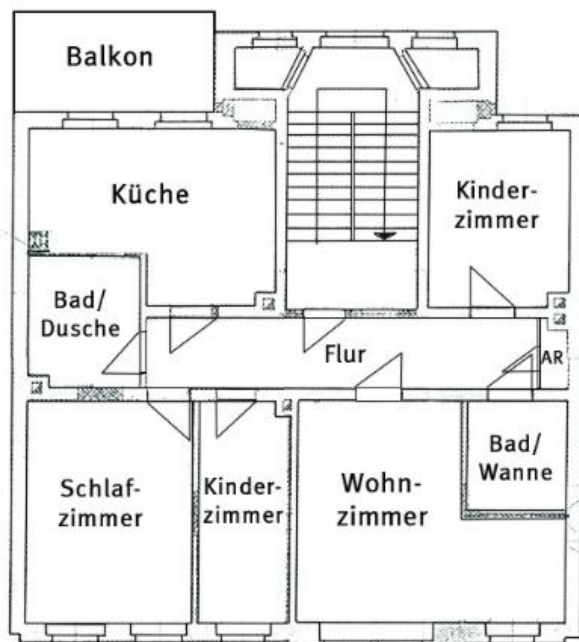 Balkon
Küche
Kinder-
zimmer
Bad/
Dusche
Flur
AR
Schlaf-
zimmer
Kinder-
zimmer
Wohn-
zimmer
Bad/
Wanne